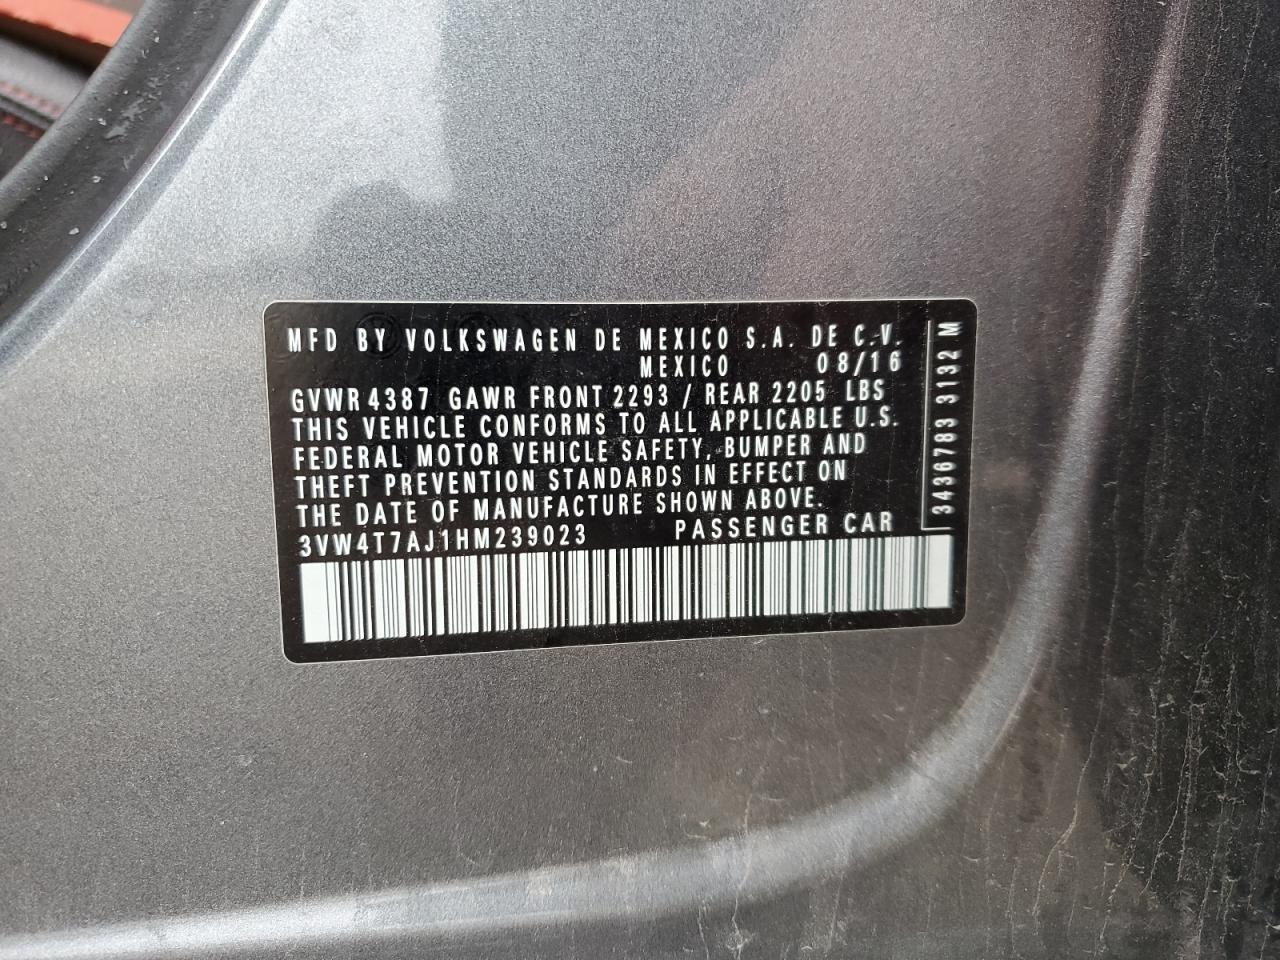 MFD BY VOLKSWAGEN DE MEXICO S.A. DE C.V.
MEXICO 08/16
GVWR 4387 GAWR FRONT 2293 / REAR 2205 LBS
THIS VEHICLE CONFORMS TO ALL APPLICABLE U.S.
FEDERAL MOTOR VEHICLE SAFETY, BUMPER AND
THEFT PREVENTION STANDARDS IN EFFECT ON
THE DATE OF MANUFACTURE SHOWN ABOVE.
3VW4T7AJ1HM239023 PASSENGER CAR
3436783 3132 M